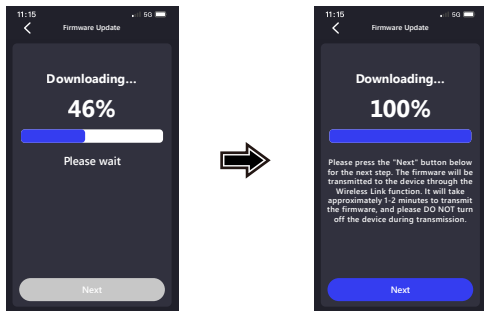 11:15
5G
Firmware Update
Downloading...
46%
Please wait
Next
11:15
5G
Firmware Update
Downloading...
100%
Please press the "Next" button below
for the next step. The firmware will be
transmitted to the device through the
Wireless Link function. It will take
approximately 1-2 minutes to transmit
the firmware, and please DO NOT turn
off the device during transmission.
Next